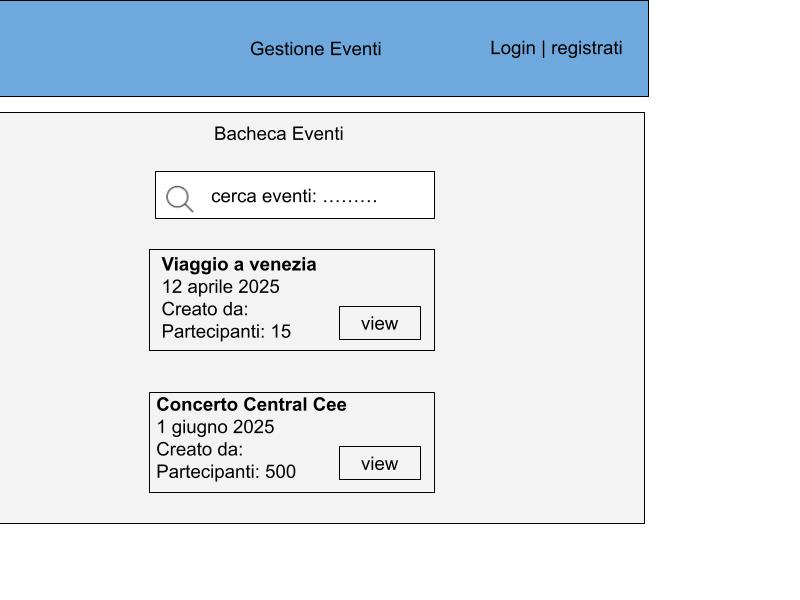 Gestione Eventi
Login | registrati
Bacheca Eventi
cerca eventi: ………
Viaggio a venezia
12 aprile 2025
Creato da:
Partecipanti: 15
view
Concerto Central Cee
1 giugno 2025
Creato da:
Partecipanti: 500
view